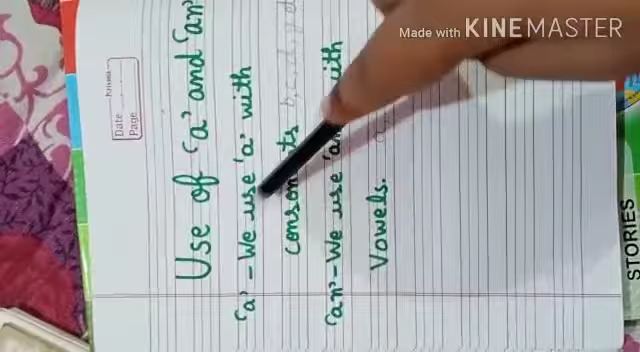 Made with KINEMASTER
Krishna
Date
Page
Use of 'a' and 'an'
'a' - We use 'a' with
consonants b, c, d,
'an' - We use 'an' with
Vowels.
STORIES